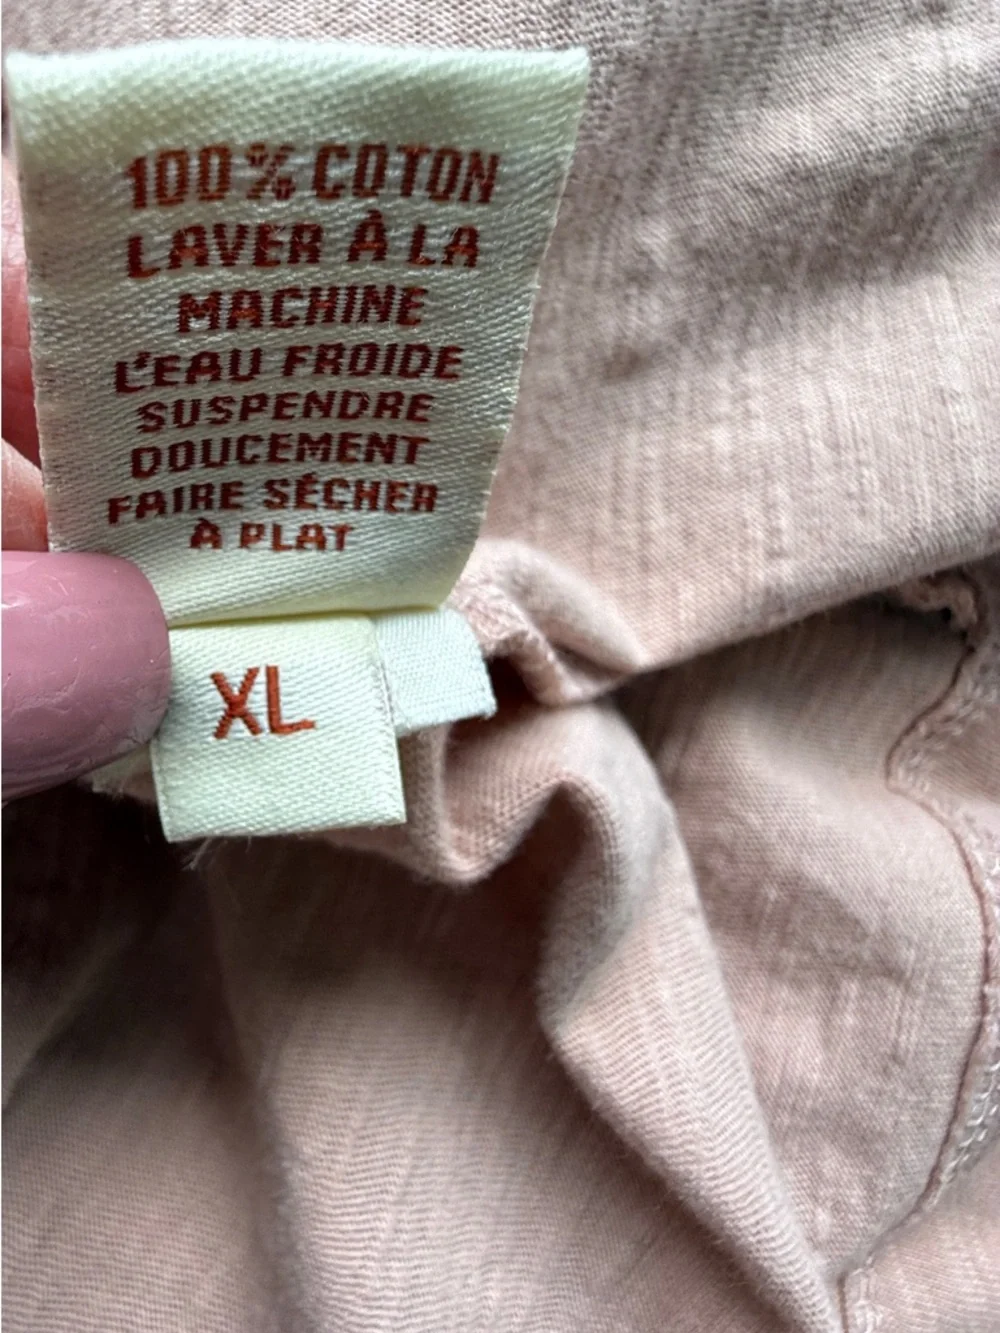 100% COTON
LAVER À LA
MACHINE
L'EAU FROIDE
SUSPENDRE
DOUCEMENT
FAIRE SÉCHER
À PLAT
XL